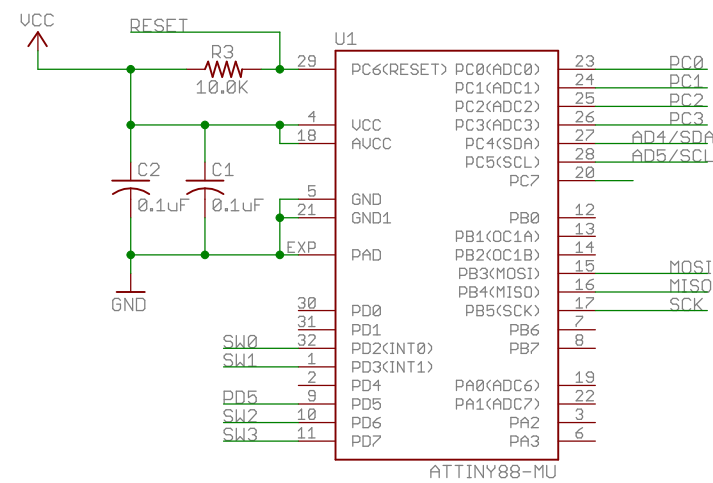 VCC
RESET
R3
10.0K
U1
29 PC6(RESET) PC0(ADC0) 23 PC0
PC1(ADC1) 24 PC1
PC2(ADC2) 25 PC2
4 VCC PC3(ADC3) 26 PC3
18 AVCC PC4(SDA) 27 AD4/SDA
PC5(SCL) 28 AD5/SCL
C2 C1
PC7 20
0.1uF 0.1uF
5 GND
21 GND1 PB0 12
PB1(OC1A) 13
EXP PAD PB2(OC1B) 14
PB3(MOSI) 15 MOSI
PB4(MISO) 16 MISO
GND
30 PD0 PB5(SCK) 17 SCK
31 PD1 PB6 7
SW0 32 PD2(INT0) PB7 8
SW1 1 PD3(INT1)
2 PD4 PA0(ADC6) 19
PD5 9 PD5 PA1(ADC7) 22
SW2 10 PD6 PA2 3
SW3 11 PD7 PA3 6
ATTINY88-MU